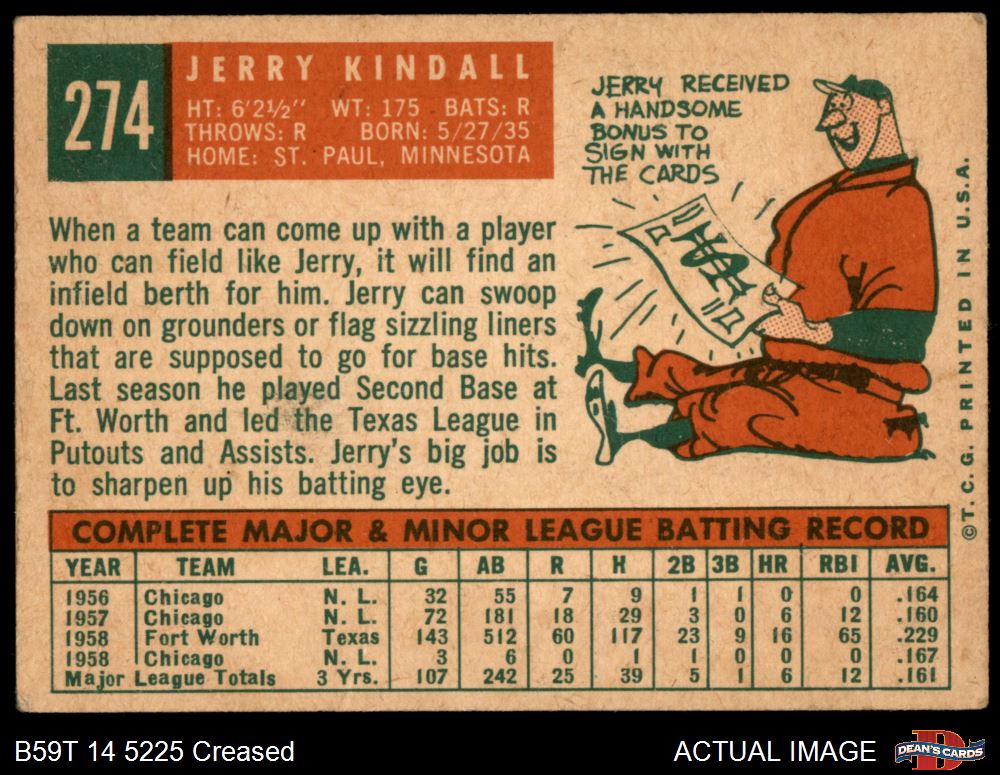 274
JERRY KINDALL
HT: 6'2½" WT: 175 BATS: R
THROWS: R BORN: 5/27/35
HOME: ST. PAUL, MINNESOTA
JERRY RECEIVED
A HANDSOME
BONUS TO
SIGN WITH
THE CARDS
When a team can come up with a player
who can field like Jerry, it will find an
infield berth for him. Jerry can swoop
down on grounders or flag sizzling liners
that are supposed to go for base hits.
Last season he played Second Base at
Ft. Worth and led the Texas League in
Putouts and Assists. Jerry's big job is
to sharpen up his batting eye.
©T. C. G. PRINTED IN U.S.A.
COMPLETE MAJOR & MINOR LEAGUE BATTING RECORD
YEAR TEAM LEA. G AB R H 2B 3B HR RBI AVG.
1956 Chicago N. L. 32 55 7 9 1 1 0 0 .164
1957 Chicago N. L. 72 181 18 29 3 0 6 12 .160
1958 Fort Worth Texas 143 512 60 117 23 9 16 65 .229
1958 Chicago N. L. 3 6 0 1 1 0 0 0 .167
Major League Totals 3 Yrs. 107 242 25 39 5 1 6 12 .161
B59T 14 5225 Creased
ACTUAL IMAGE
DEAN'S CARDS